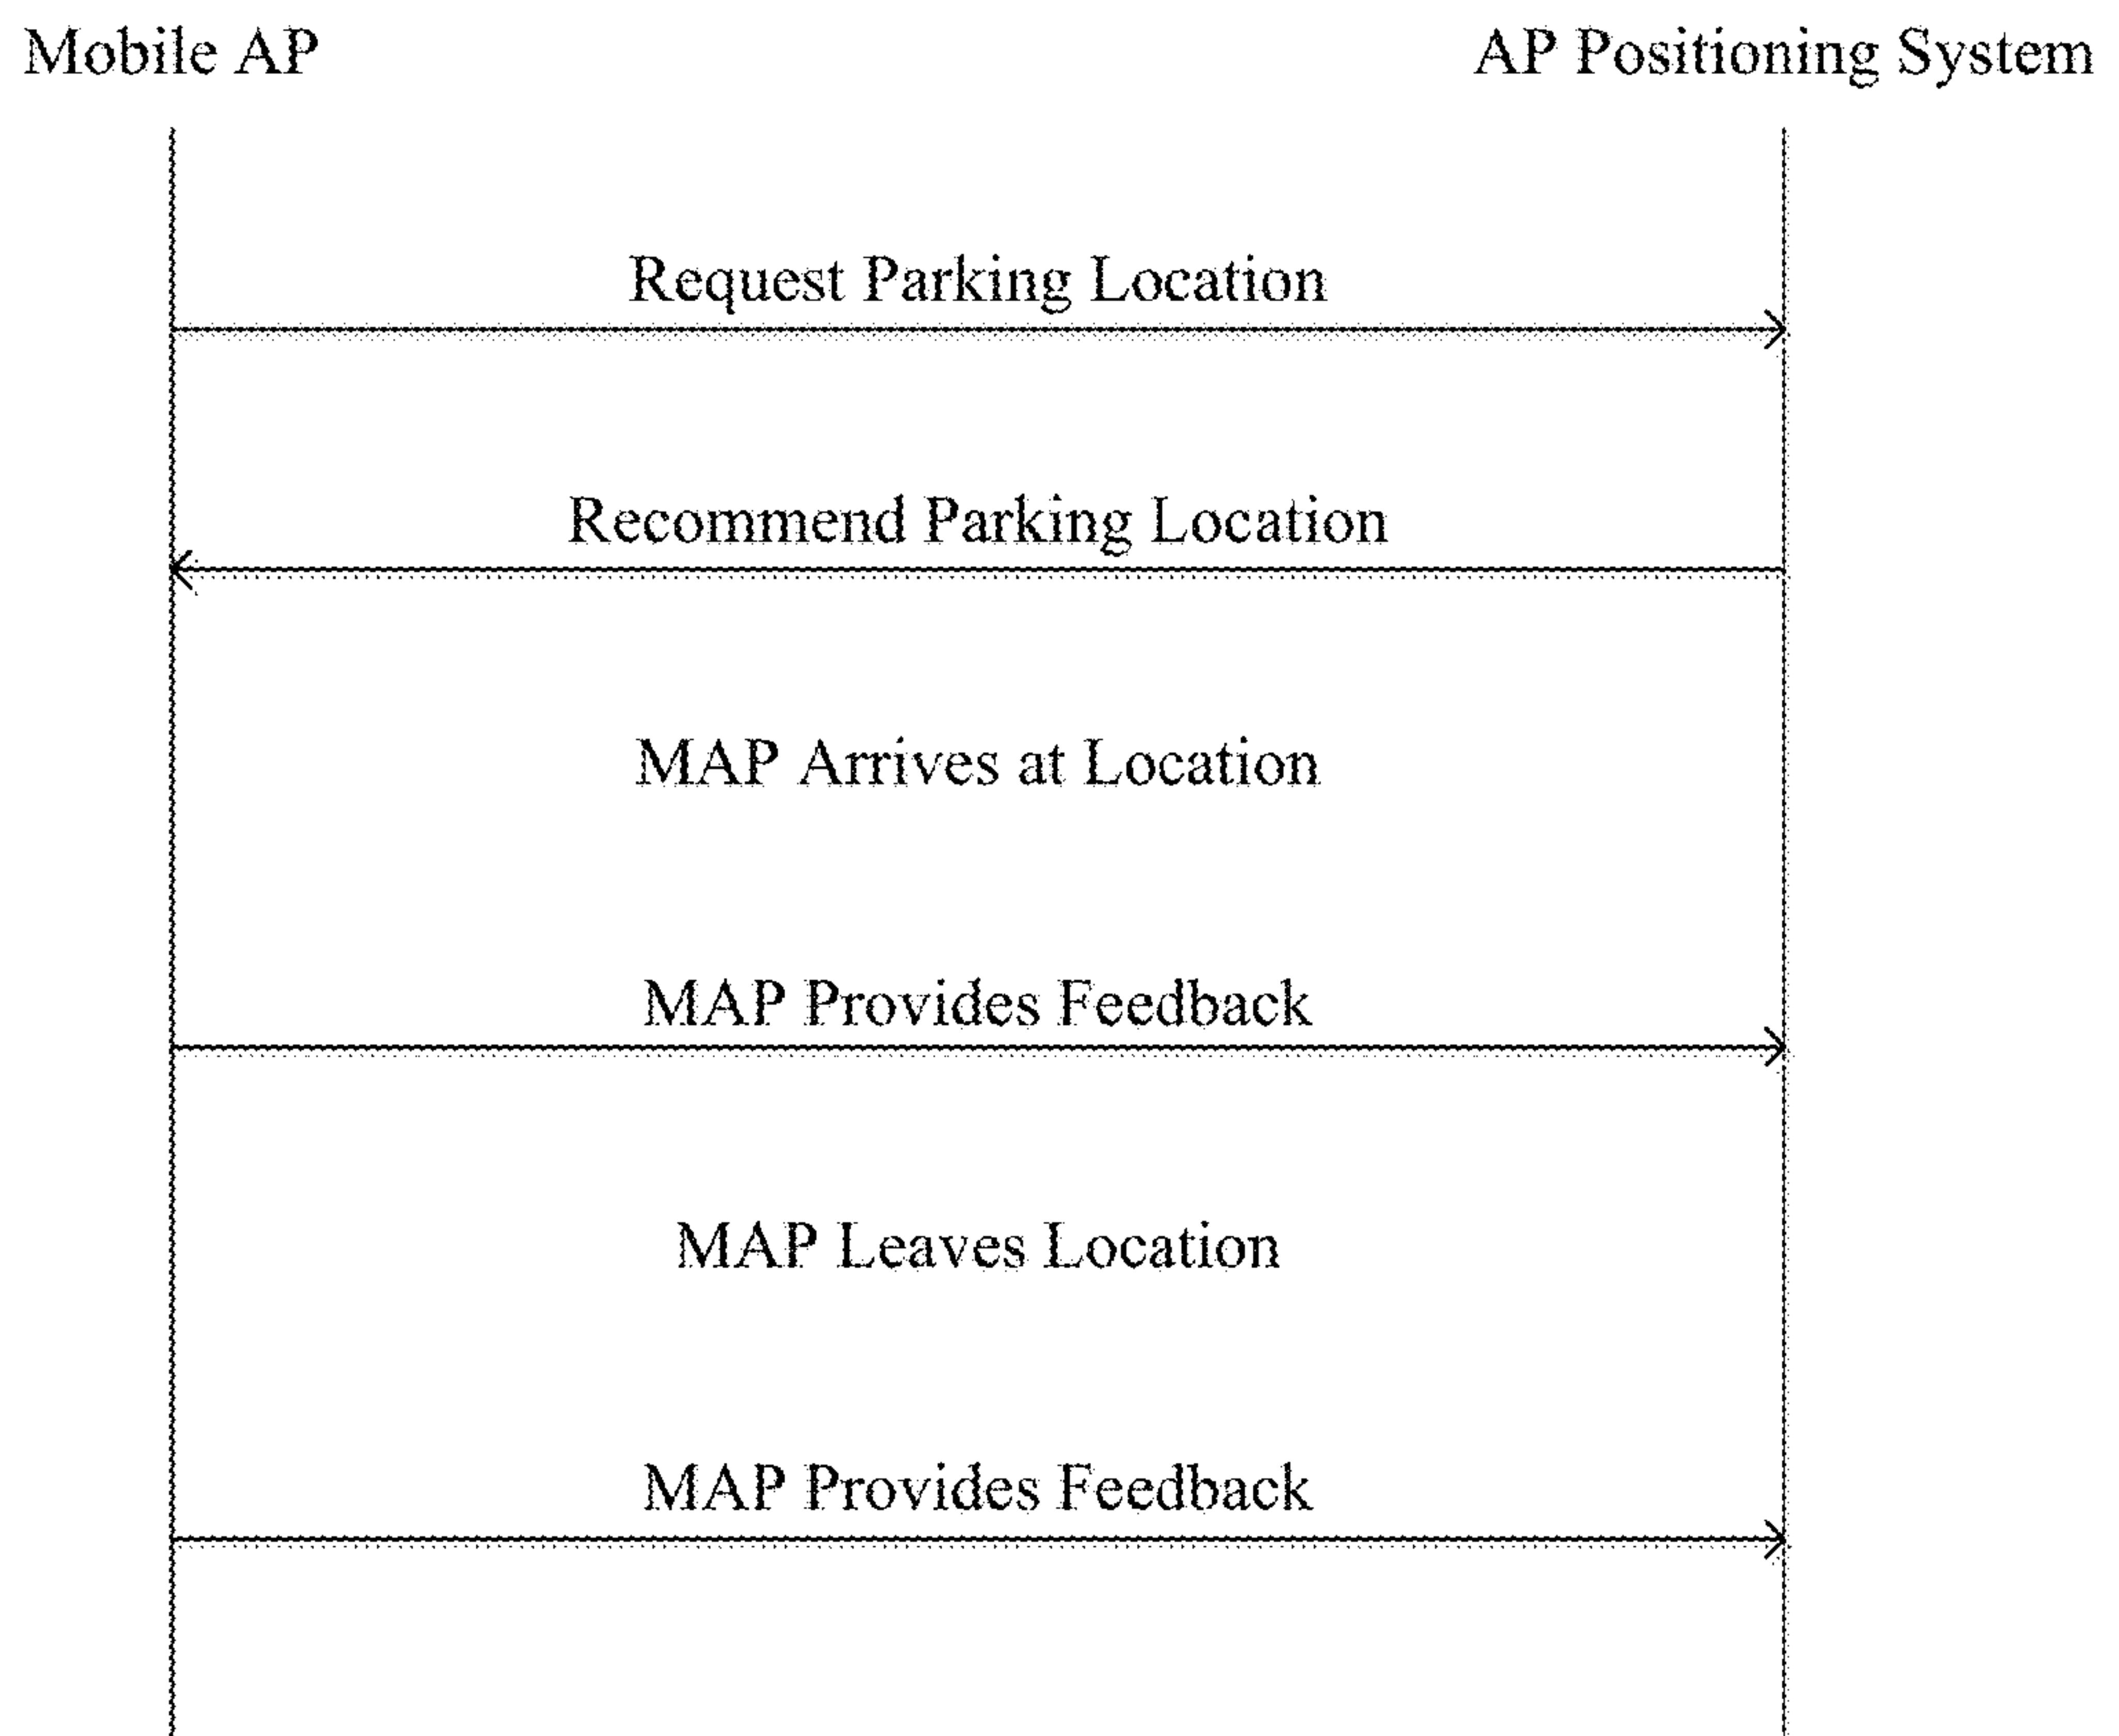 Mobile AP AP Positioning System
Request Parking Location
Recommend Parking Location
MAP Arrives at Location
MAP Provides Feedback
MAP Leaves Location
MAP Provides Feedback